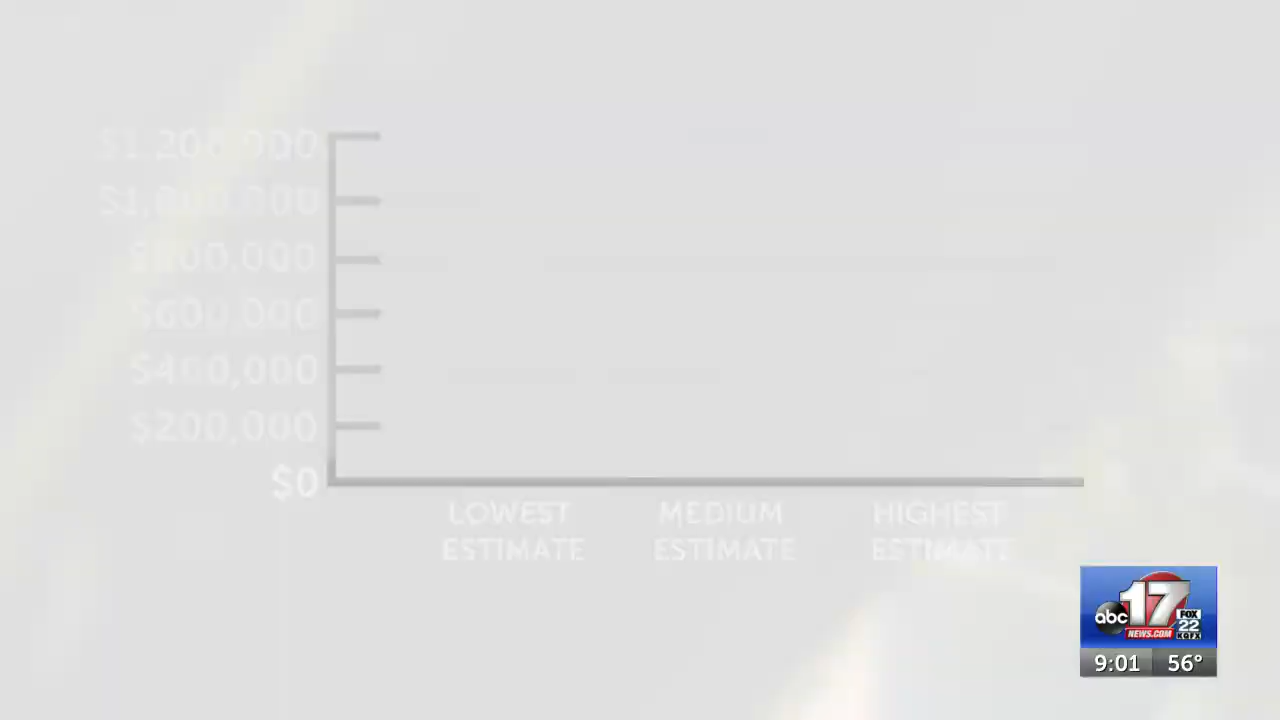 $1,200,000
$1,000,000
$800,000
$600,000
$400,000
$200,000
$0
LOWEST
ESTIMATE
MEDIUM
ESTIMATE
HIGHEST
ESTIMATE
abc 17
NEWS.COM
FOX
22
KQFX
9:01 56°